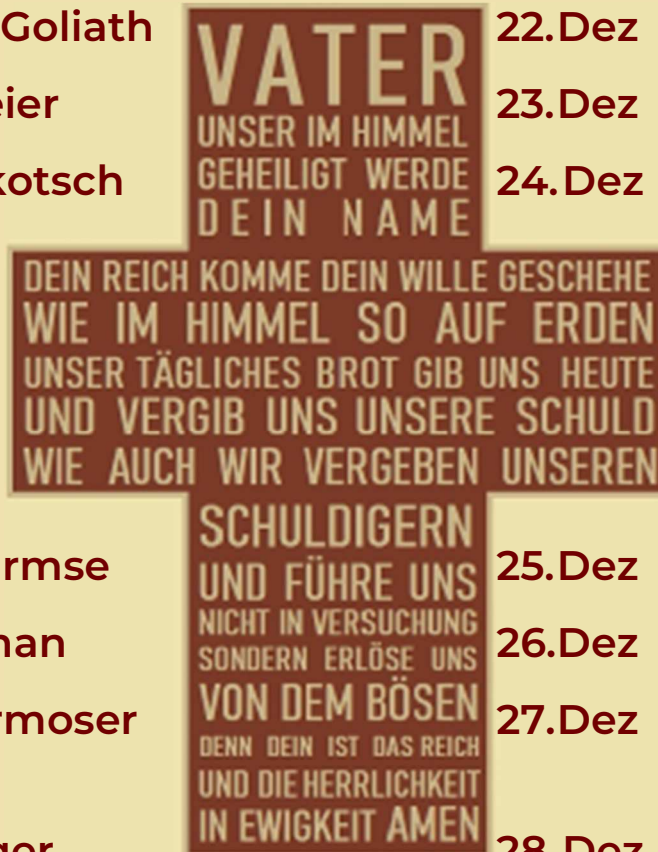 Goliath
VATER
22.Dez
UNSER IM HIMMEL
eier
23.Dez
GEHEILIGT WERDE
kotsch
24.Dez
DEIN NAME
DEIN REICH KOMME DEIN WILLE GESCHEHE
WIE IM HIMMEL SO AUF ERDEN
UNSER TÄGLICHES BROT GIB UNS HEUTE
UND VERGIB UNS UNSERE SCHULD
WIE AUCH WIR VERGEBEN UNSEREN
SCHULDIGERN
rmse
UND FÜHRE UNS
25.Dez
NICHT IN VERSUCHUNG
nan
SONDERN ERLÖSE UNS
26.Dez
rmoser
VON DEM BÖSEN
27.Dez
DENN DEIN IST DAS REICH
UND DIE HERRLICHKEIT
IN EWIGKEIT AMEN
ger
28.Dez